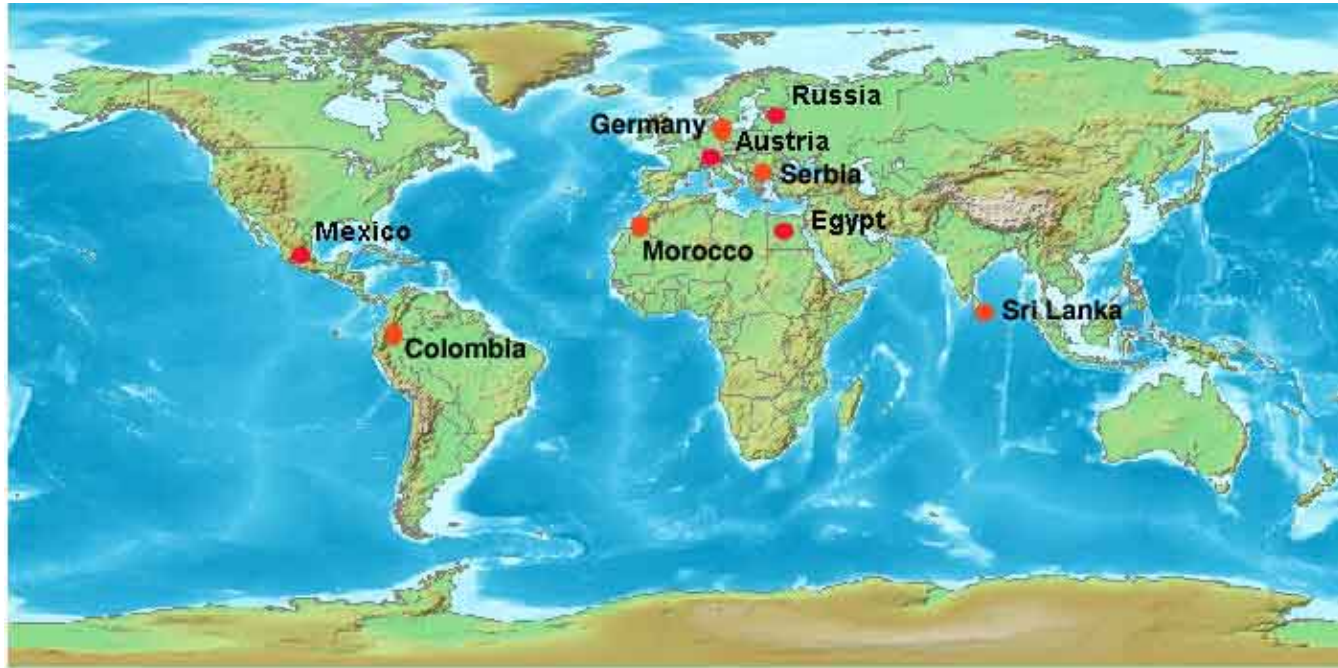 Russia
Germany
Austria
Serbia
Egypt
Mexico
Morocco
Sri Lanka
Colombia